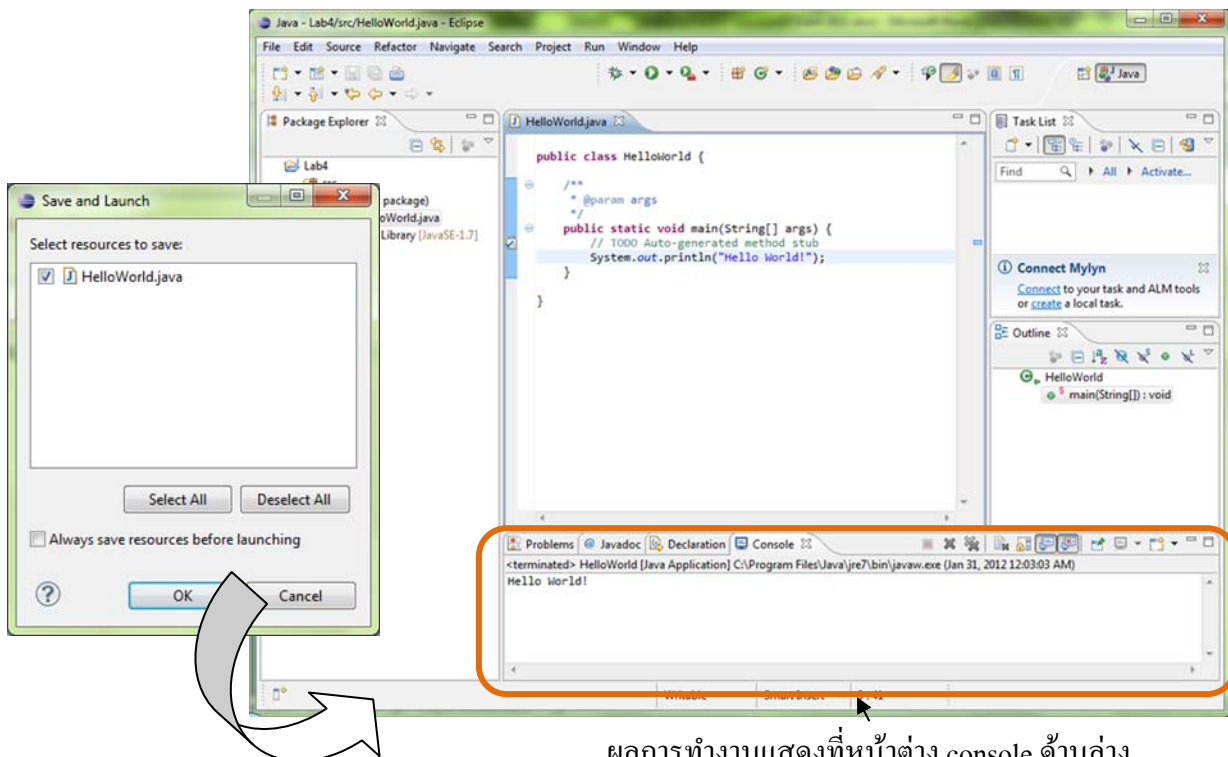 Java - Lab4/src/HelloWorld.java - Eclipse
File Edit Source Refactor Navigate Search Project Run Window Help
Java
Package Explorer
Lab4
package)
oWorld.java
Library [JavaSE-1.7]
Save and Launch
Select resources to save:
HelloWorld.java
Select All Deselect All
Always save resources before launching
OK Cancel
HelloWorld.java
public class HelloWorld {
/**
* @param args
*/
public static void main(String[] args) {
// TODO Auto-generated method stub
System.out.println("Hello World!");
}
}
Task List
Find All Activate...
Connect Mylyn
Connect to your task and ALM tools
or create a local task.
Outline
HelloWorld
main(String[]) : void
Problems @ Javadoc Declaration Console
<terminated> HelloWorld [Java Application] C:\Program Files\Java\jre7\bin\javaw.exe (Jan 31, 2012 12:03:03 AM)
Hello World!
ผลการทำงานแสดงที่หน้าต่าง console ด้านล่าง